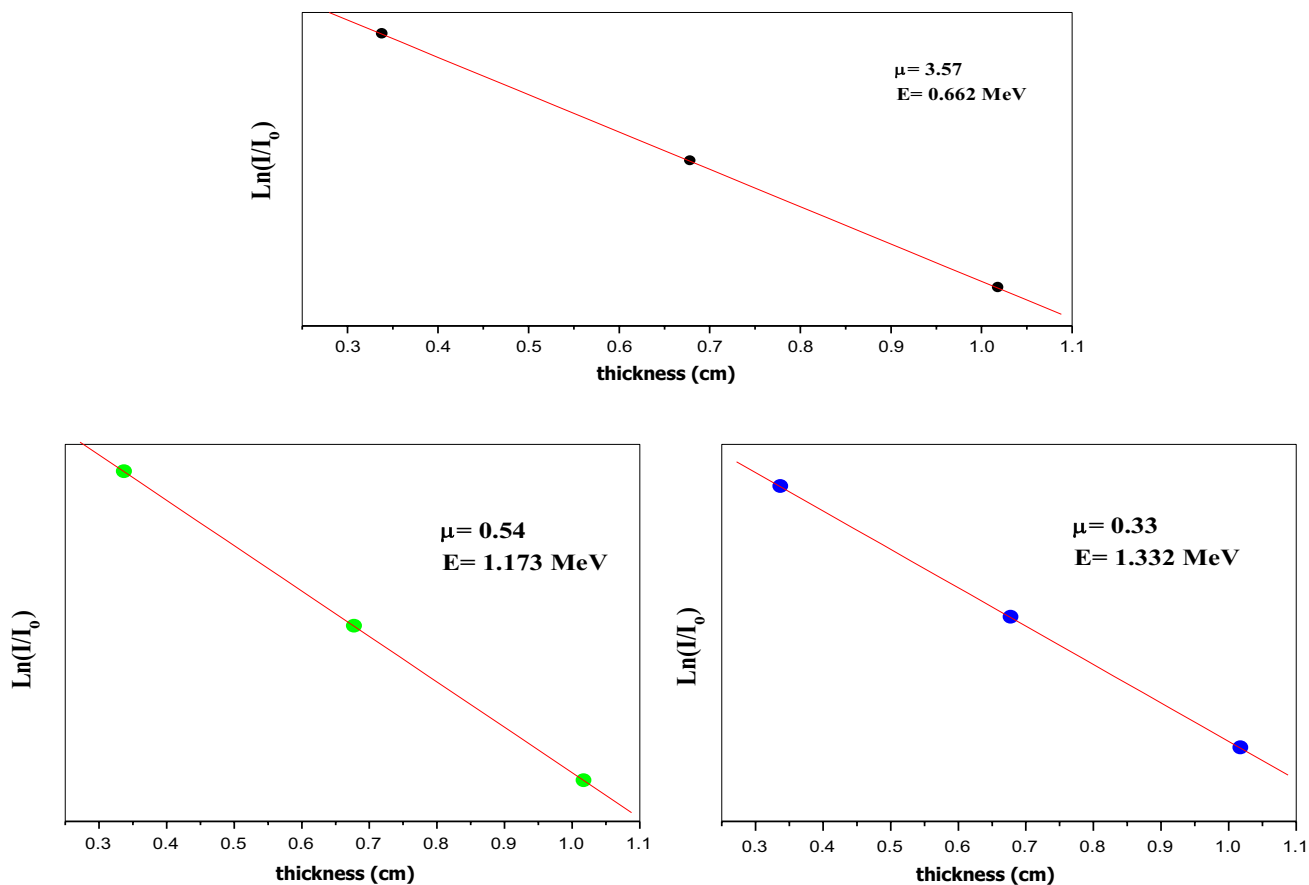 μ= 3.57
E= 0.662 MeV
Ln(I/I₀)
0.3 0.4 0.5 0.6 0.7 0.8 0.9 1.0 1.1
thickness (cm)
μ= 0.54
E= 1.173 MeV
Ln(I/I₀)
0.3 0.4 0.5 0.6 0.7 0.8 0.9 1.0 1.1
thickness (cm)
μ= 0.33
E= 1.332 MeV
Ln(I/I₀)
0.3 0.4 0.5 0.6 0.7 0.8 0.9 1.0 1.1
thickness (cm)